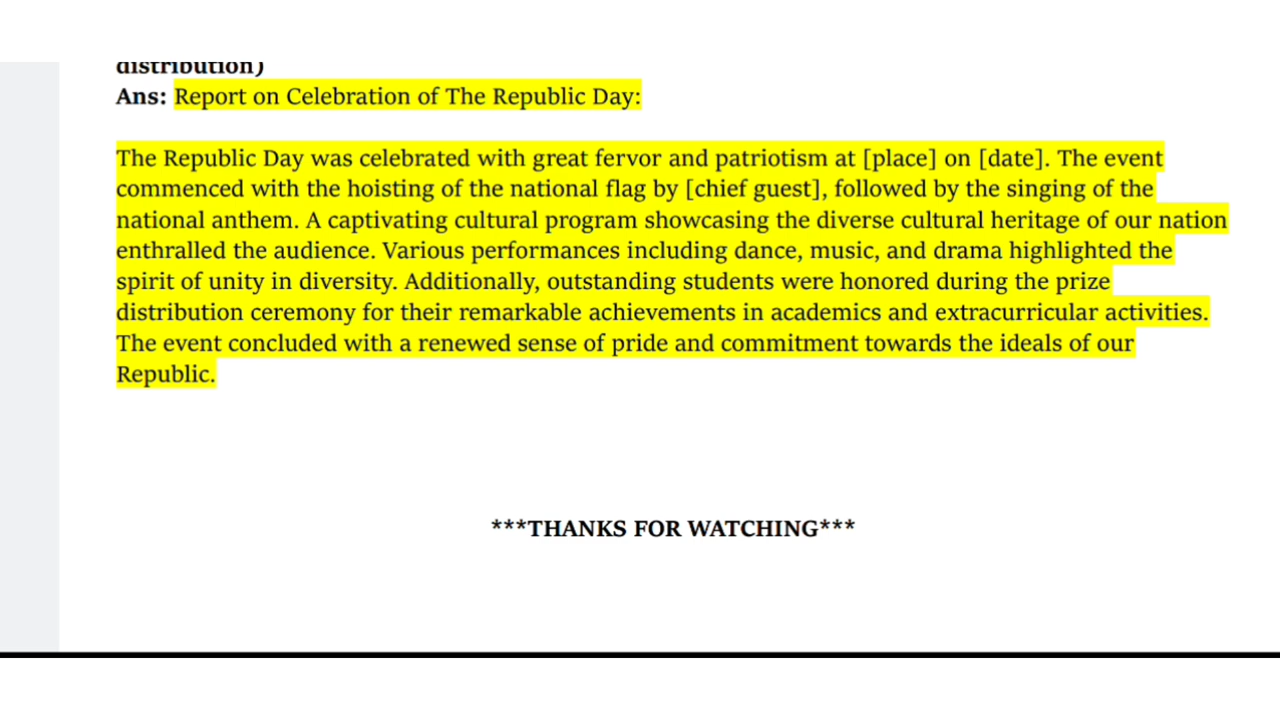 distribution)
Ans: Report on Celebration of The Republic Day:
The Republic Day was celebrated with great fervor and patriotism at [place] on [date]. The event
commenced with the hoisting of the national flag by [chief guest], followed by the singing of the
national anthem. A captivating cultural program showcasing the diverse cultural heritage of our nation
enthralled the audience. Various performances including dance, music, and drama highlighted the
spirit of unity in diversity. Additionally, outstanding students were honored during the prize
distribution ceremony for their remarkable achievements in academics and extracurricular activities.
The event concluded with a renewed sense of pride and commitment towards the ideals of our
Republic.
***THANKS FOR WATCHING***